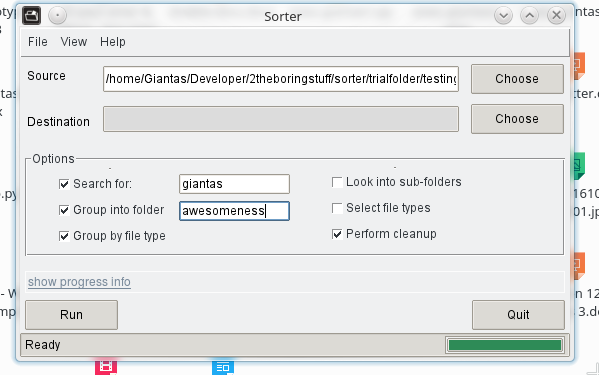 Sorter
File View Help
Source /home/Giantas/Developer/2theboringstuff/sorter/trialfolder/testing Choose
Destination Choose
Options
Search for: giantas Look into sub-folders
Group into folder awesomeness Select file types
Group by file type Perform cleanup
show progress info
Run Quit
Ready